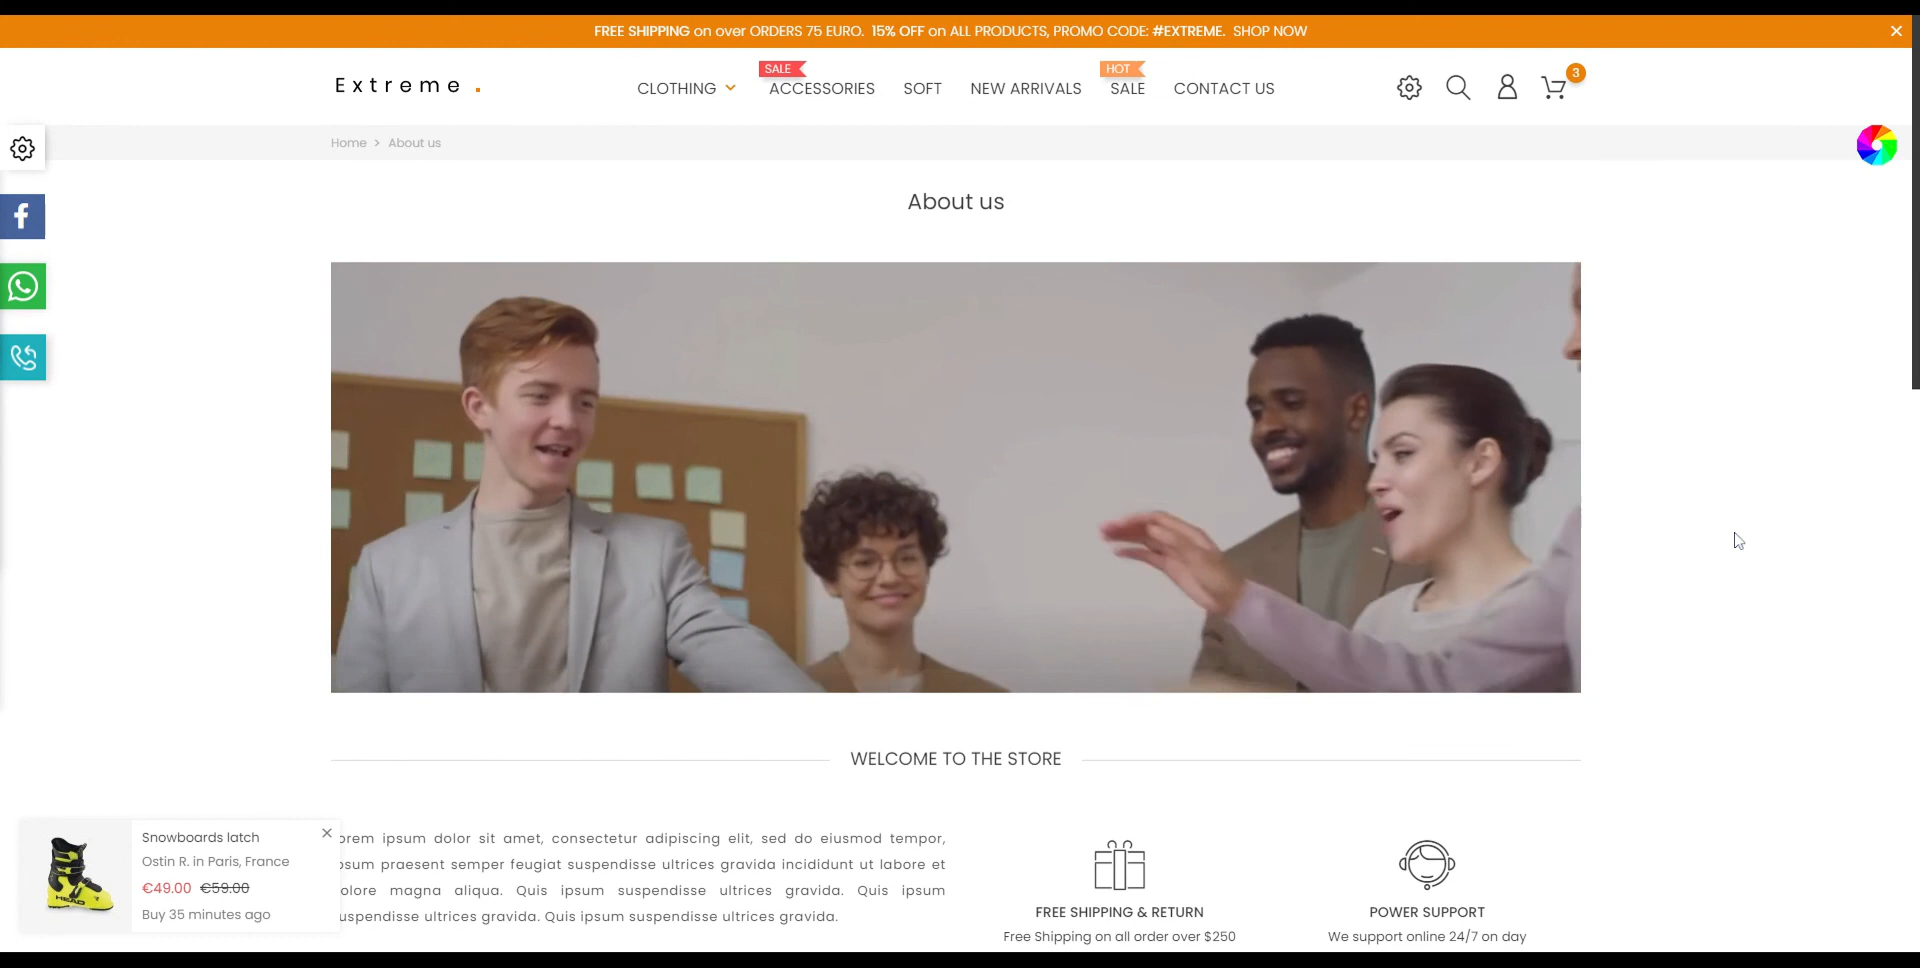 FREE SHIPPING on over ORDERS 75 EURO. 15% OFF on ALL PRODUCTS, PROMO CODE: #EXTREME. SHOP NOW
SALE
HOT
3
Extreme .
CLOTHING
ACCESSORIES
SOFT
NEW ARRIVALS
SALE
CONTACT US
Home > About us
About us
WELCOME TO THE STORE
orem ipsum dolor sit amet, consectetur adipiscing elit, sed do eiusmod tempor,
psum praesent semper feugiat suspendisse ultrices gravida incididunt ut labore et
olore magna aliqua. Quis ipsum suspendisse ultrices gravida. Quis ipsum
uspendisse ultrices gravida. Quis ipsum suspendisse ultrices gravida.
FREE SHIPPING & RETURN
Free Shipping on all order over $250
POWER SUPPORT
We support online 24/7 on day
HEAD
Snowboards latch
Ostin R. in Paris, France
€49.00 €59.00
Buy 35 minutes ago